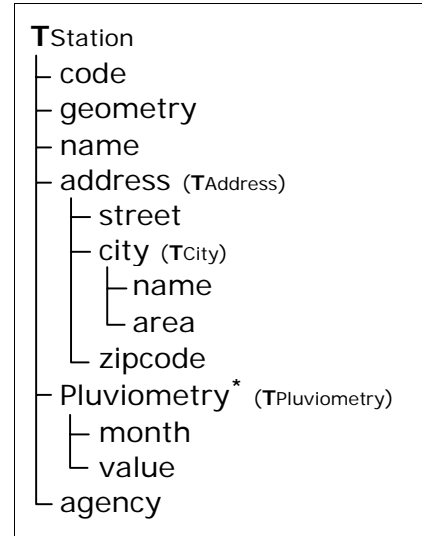 TStation
code
geometry
name
address (TAddress)
street
city (TCity)
name
area
zipcode
Pluviometry* (TPluviometry)
month
value
agency